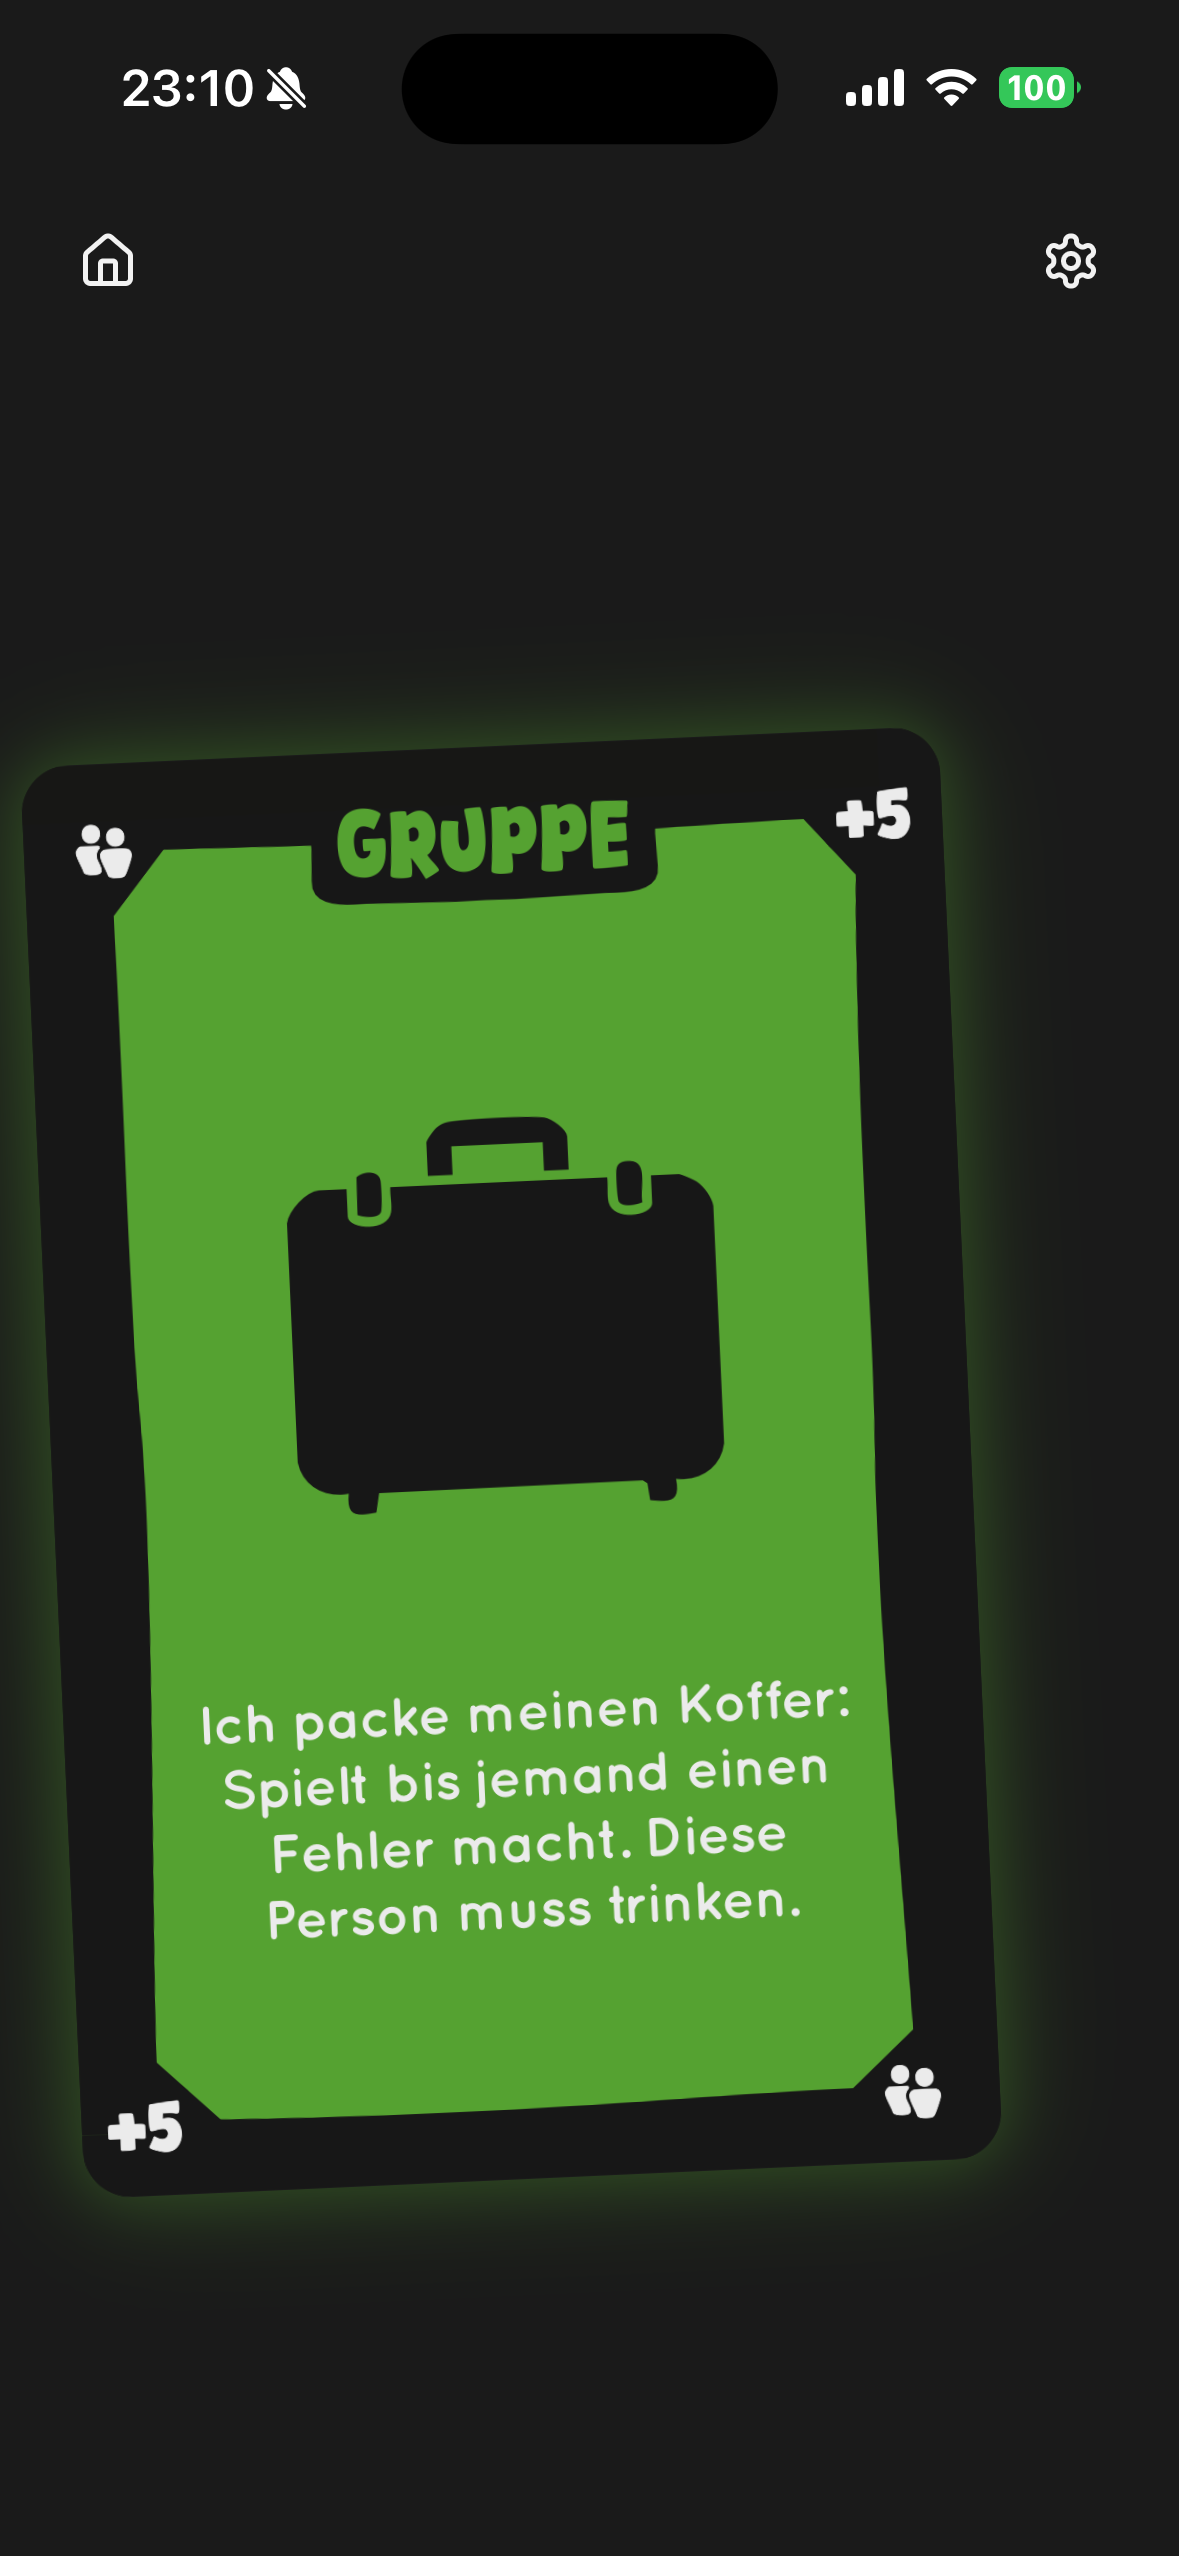 23:10
100
GRUPPE
+5
Ich packe meinen Koffer:
Spielt bis jemand einen
Fehler macht. Diese
Person muss trinken.
+5